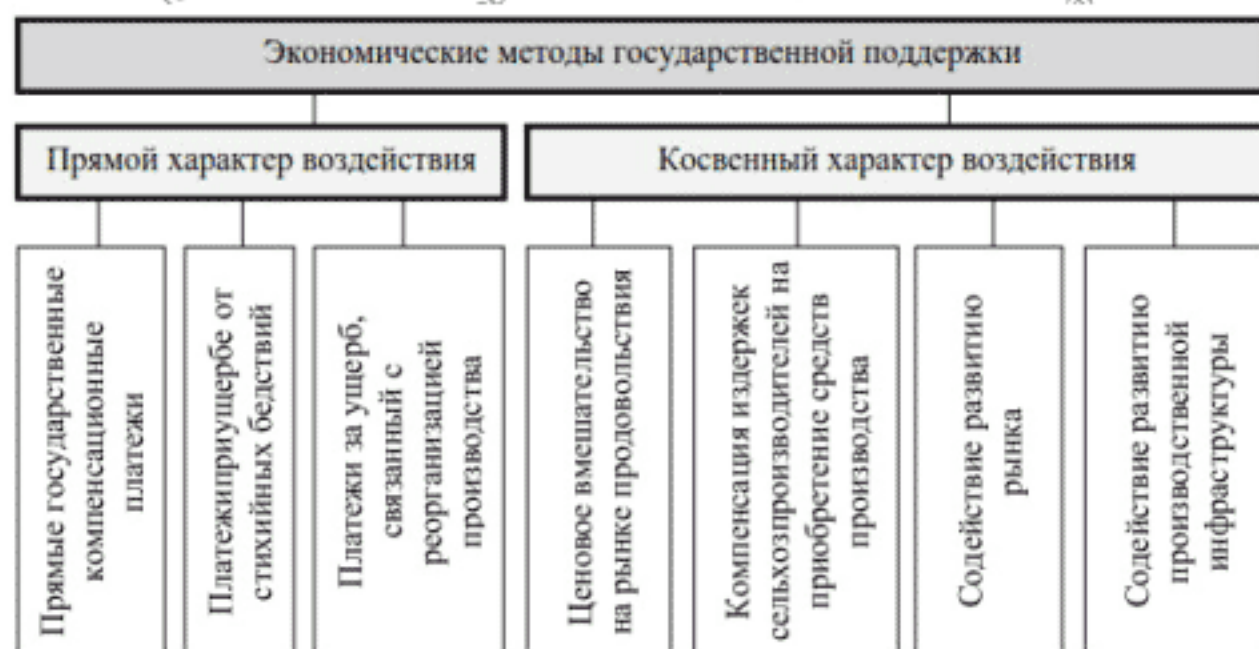 Экономические методы государственной поддержки
Прямой характер воздействия
Косвенный характер воздействия
Прямые государственные
компенсационные
платежи
Платежиприущербе от
стихийных бедствий
Платежи за ущерб,
связанный с
реорганизацией
производства
Ценовое вмешательство
на рынке продовольствия
Компенсация издержек
сельхозпроизводителей на
приобретение средств
производства
Содействие развитию
рынка
Содействие развитию
производственной
инфраструктуры